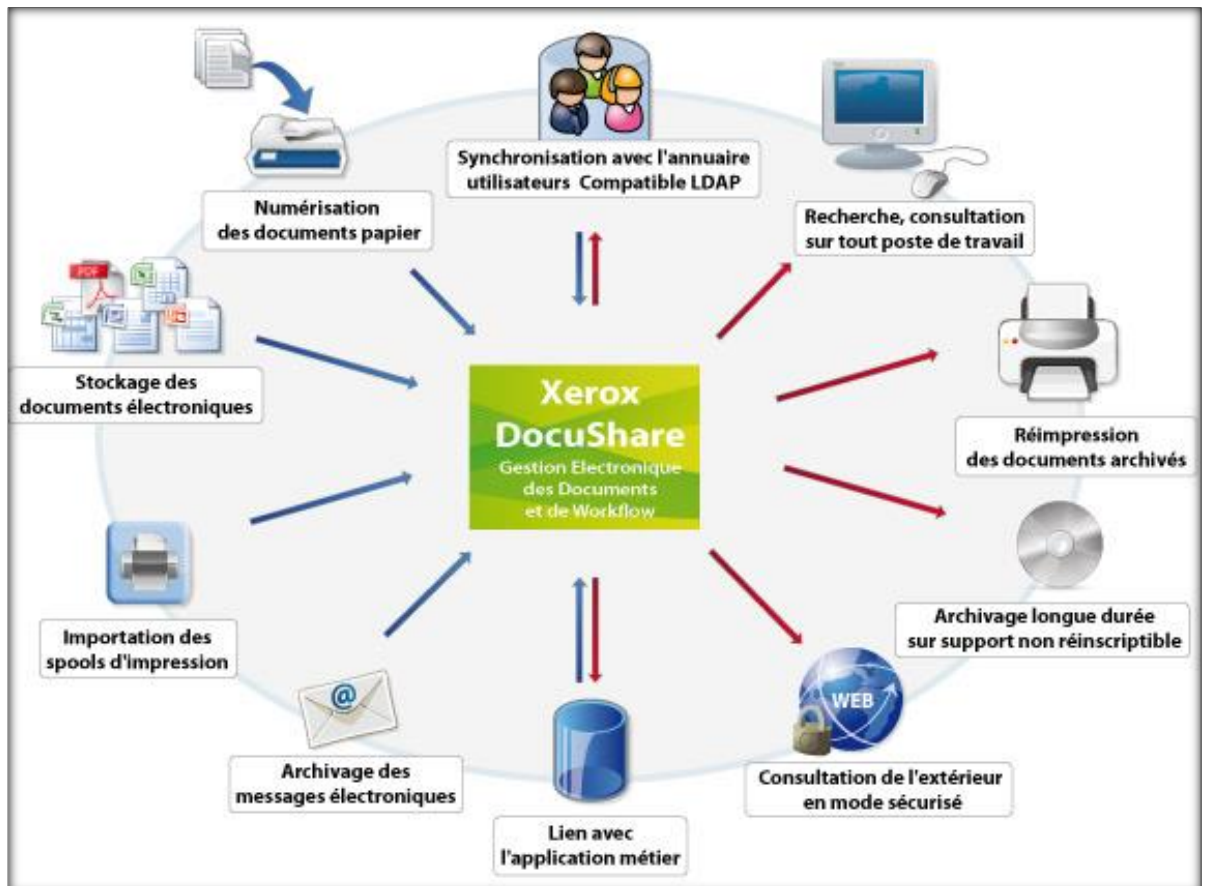 Synchronisation avec l'annuaire
utilisateurs Compatible LDAP
Numérisation
des documents papier
Recherche, consultation
sur tout poste de travail
PDF
Stockage des
documents électroniques
Xerox
DocuShare
Gestion Electronique
des Documents
et de Workflow
Réimpression
des documents archivés
Importation des
spools d'impression
Archivage longue durée
sur support non réinscriptible
@
Archivage des
messages électroniques
WEB
Consultation de l'extérieur
en mode sécurisé
Lien avec
l'application métier